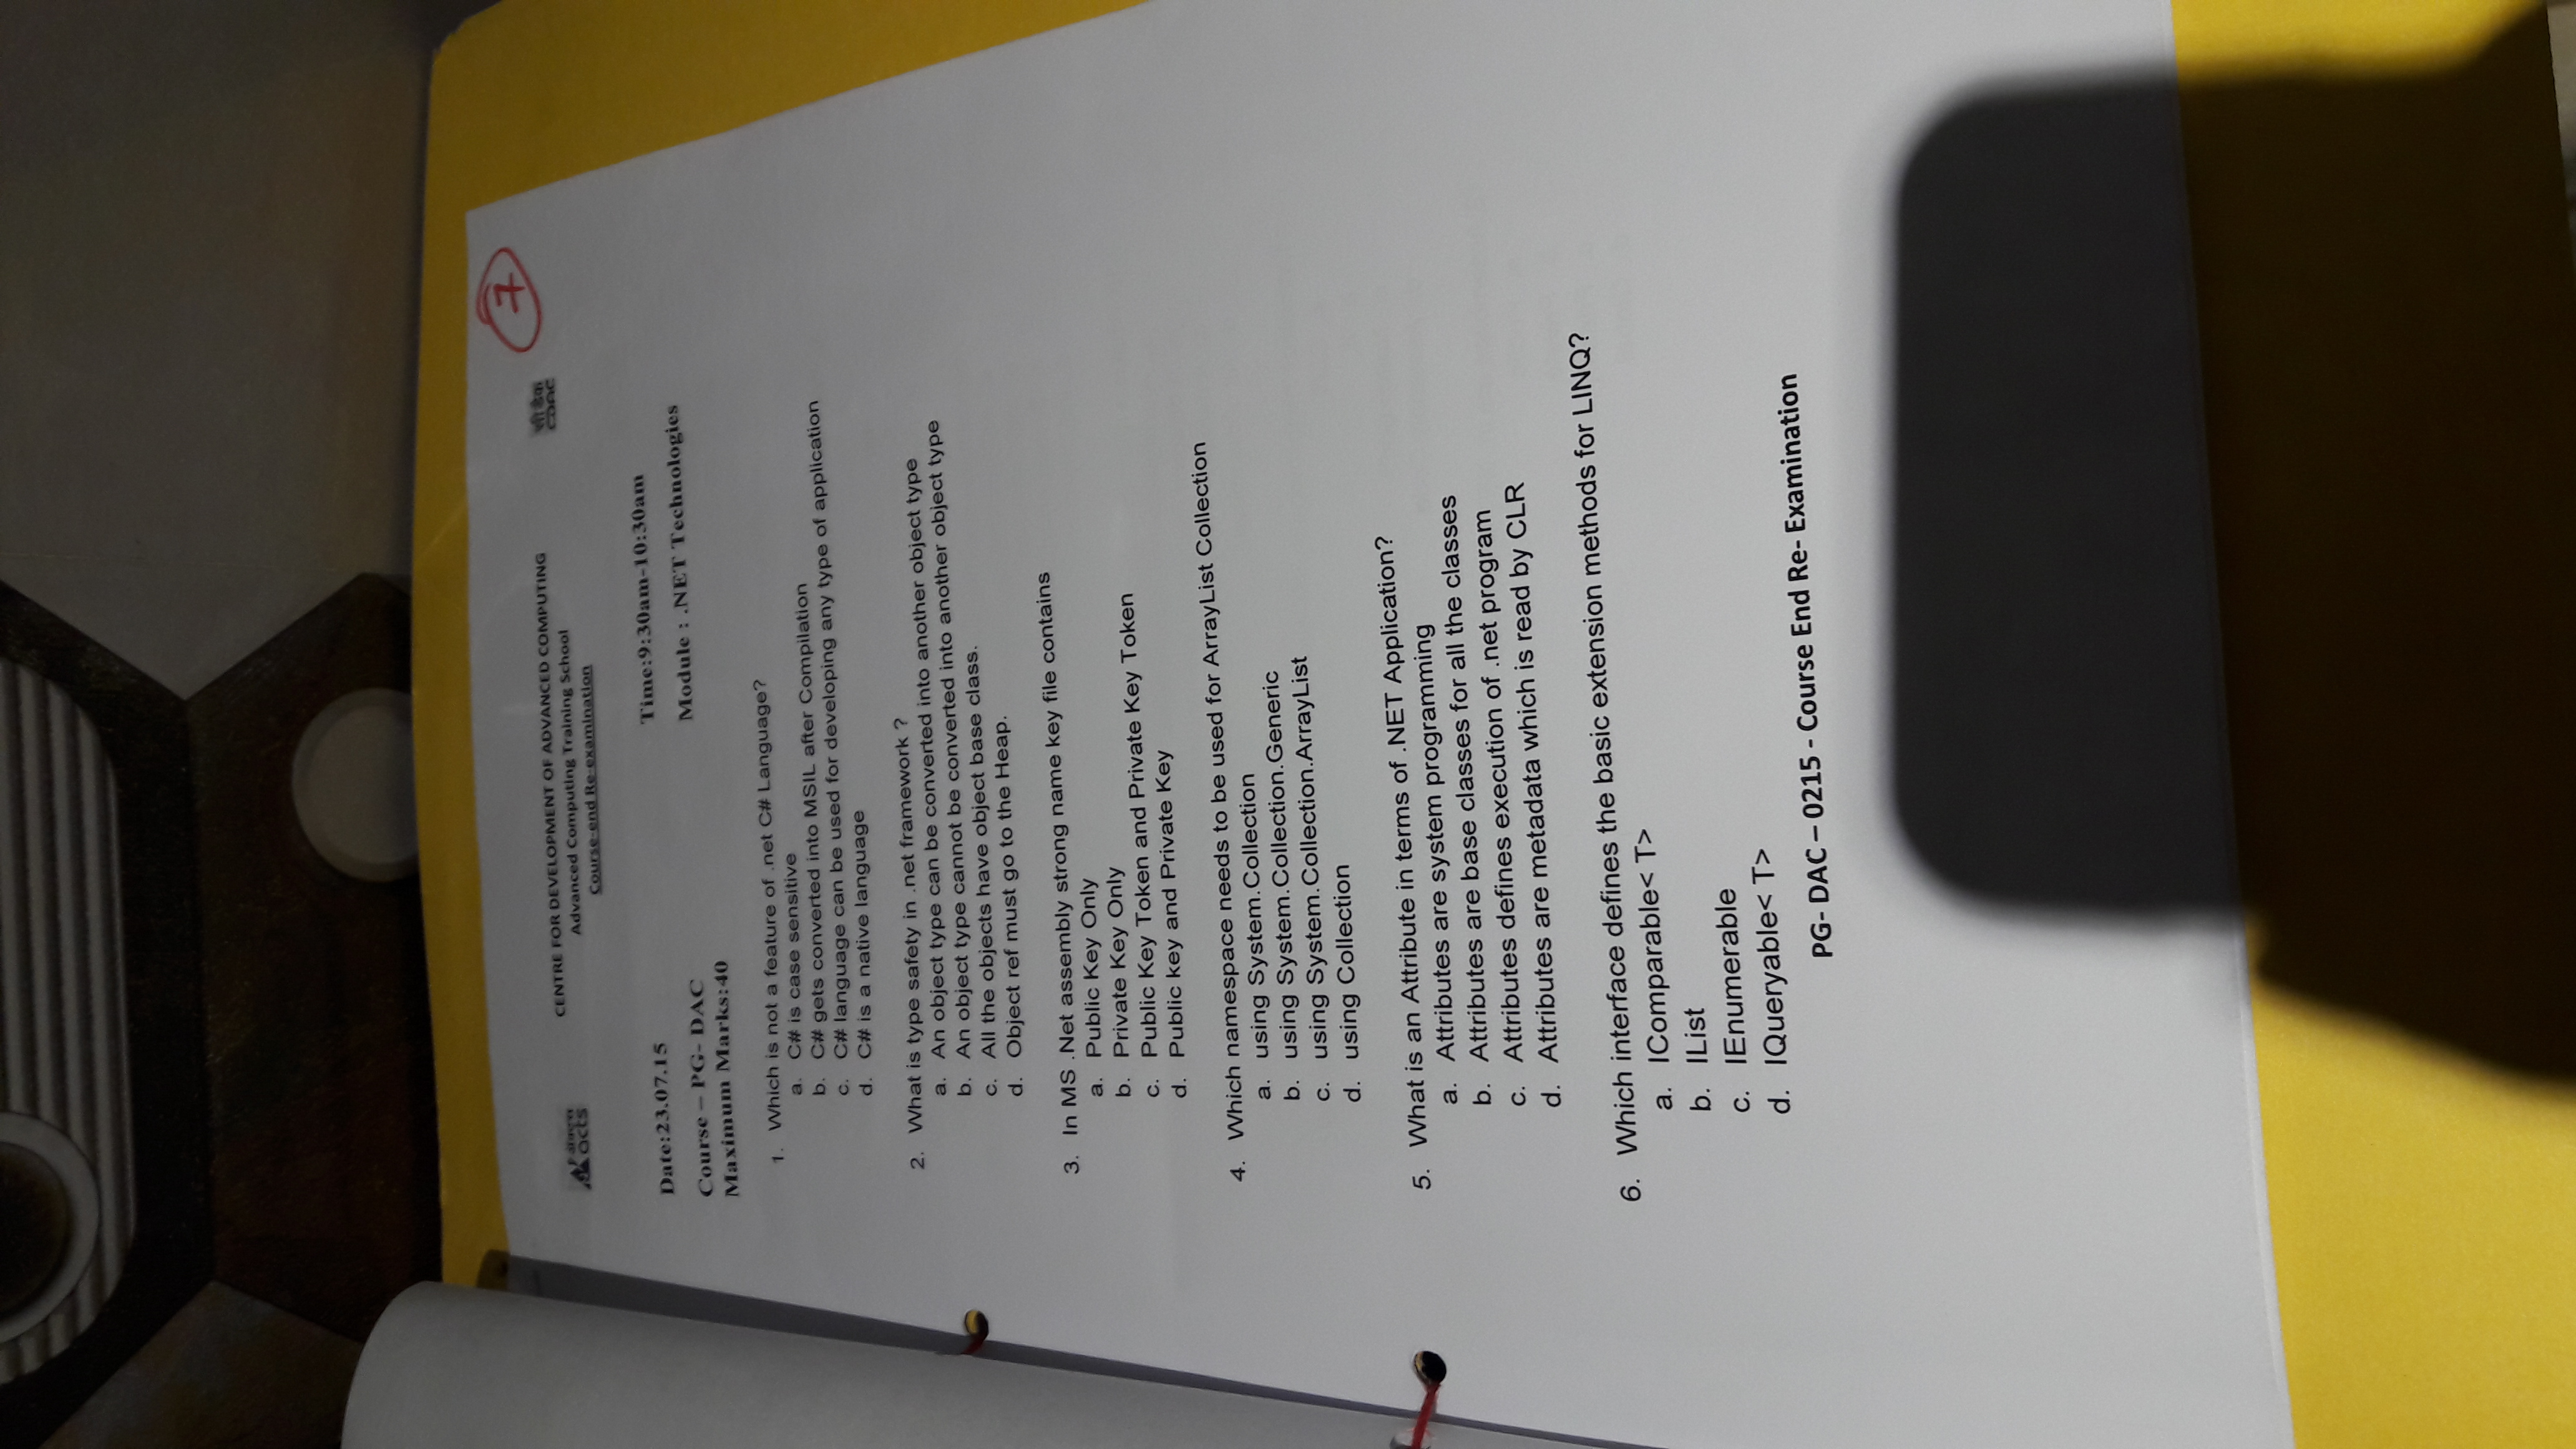 7
CENTRE FOR DEVELOPMENT OF ADVANCED COMPUTING
Advanced Computing Training School
Course-end Re-examination
acts
सी डैक
CDAC
Date:23.07.15
Time:9:30am-10:30am
Course – PG- DAC
Module : .NET Technologies
Maximum Marks:40
1. Which is not a feature of .net C# Language?
a. C# is case sensitive
b. C# gets converted into MSIL after Compilation
c. C# language can be used for developing any type of application
d. C# is a native language
2. What is type safety in .net framework ?
a. An object type can be converted into another object type
b. An object type cannot be converted into another object type
c. All the objects have object base class.
d. Object ref must go to the Heap.
3. In MS .Net assembly strong name key file contains
a. Public Key Only
b. Private Key Only
c. Public Key Token and Private Key Token
d. Public key and Private Key
4. Which namespace needs to be used for ArrayList Collection
a. using System.Collection
b. using System.Collection.Generic
c. using System.Collection.ArrayList
d. using Collection
5. What is an Attribute in terms of .NET Application?
a. Attributes are system programming
b. Attributes are base classes for all the classes
c. Attributes defines execution of .net program
d. Attributes are metadata which is read by CLR
6. Which interface defines the basic extension methods for LINQ?
a. IComparable< T>
b. IList
c. IEnumerable
d. IQueryable< T>
PG- DAC – 0215 - Course End Re- Examination